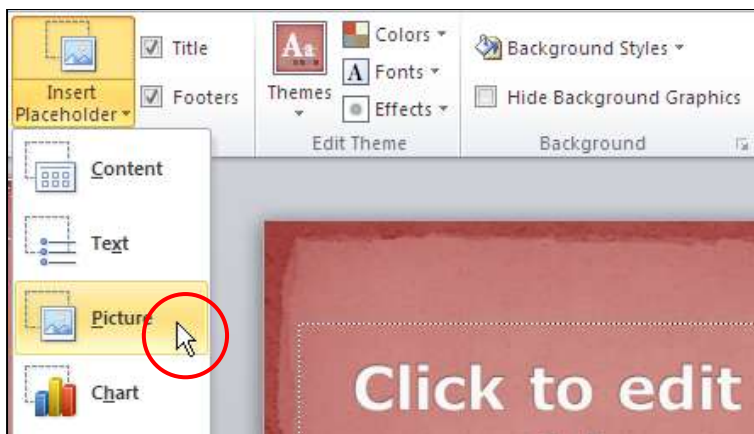 Insert
Placeholder
Title
Footers
Aa
Themes
Colors
A Fonts
Effects
Edit Theme
Background Styles
Hide Background Graphics
Background
Content
Text
Picture
Chart
Click to edit